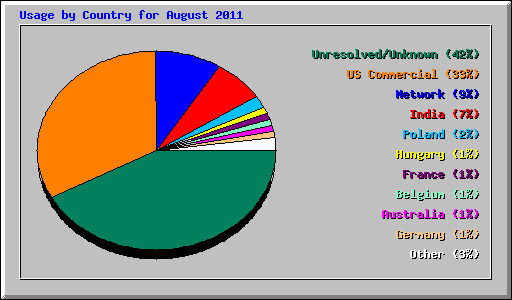 Usage by Country for August 2011
Unresolved/Unknown (42%)
US Commercial (33%)
Network (9%)
India (7%)
Poland (2%)
Hungary (1%)
France (1%)
Belgium (1%)
Australia (1%)
Germany (1%)
Other (3%)